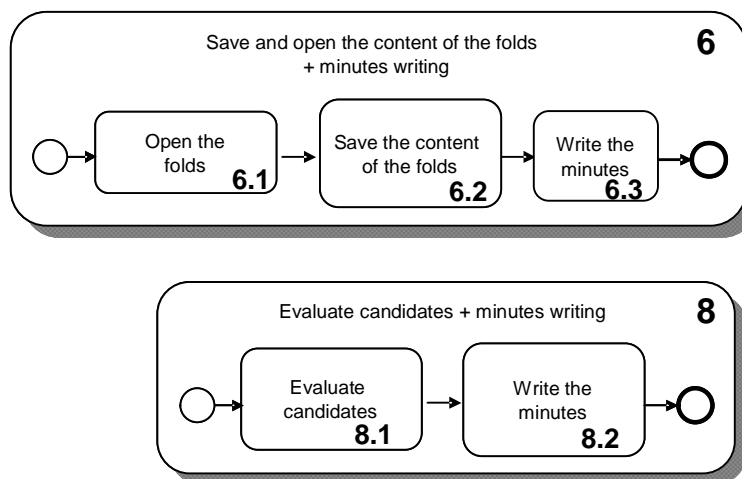 Save and open the content of the folds
+ minutes writing
6
Open the
folds
6.1
Save the content
of the folds
6.2
Write the
minutes
6.3
Evaluate candidates + minutes writing
8
Evaluate
candidates
8.1
Write the
minutes
8.2